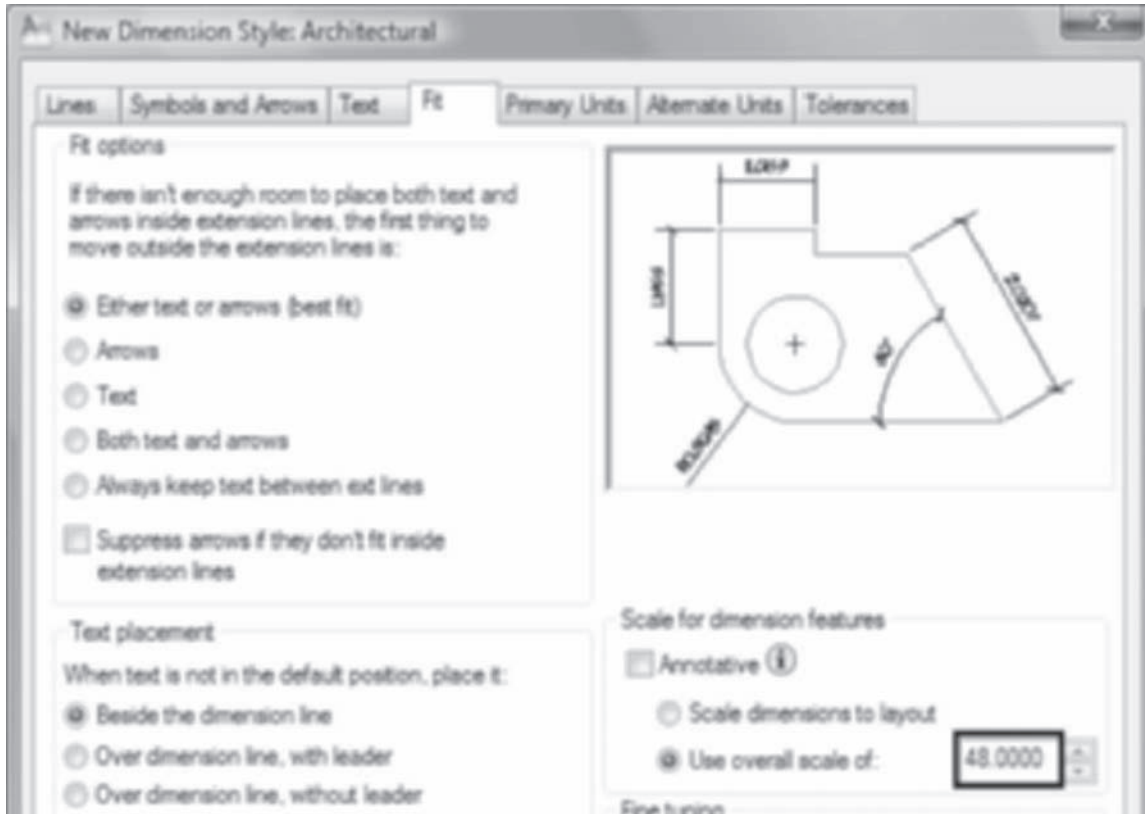 New Dimension Style: Architectural
Lines
Symbols and Arrows
Text
Fit
Primary Units
Alternate Units
Tolerances
Fit options
If there isn't enough room to place both text and
arrows inside extension lines, the first thing to
move outside the extension lines is:
Either text or arrows (best fit)
Arrows
Text
Both text and arrows
Always keep text between ext lines
Suppress arrows if they don't fit inside
extension lines
Text placement
When text is not in the default position, place it:
Beside the dimension line
Over dimension line, with leader
Over dimension line, without leader
Scale for dimension features
Annotative
Scale dimensions to layout
Use overall scale of:
48.0000
Fine tuning